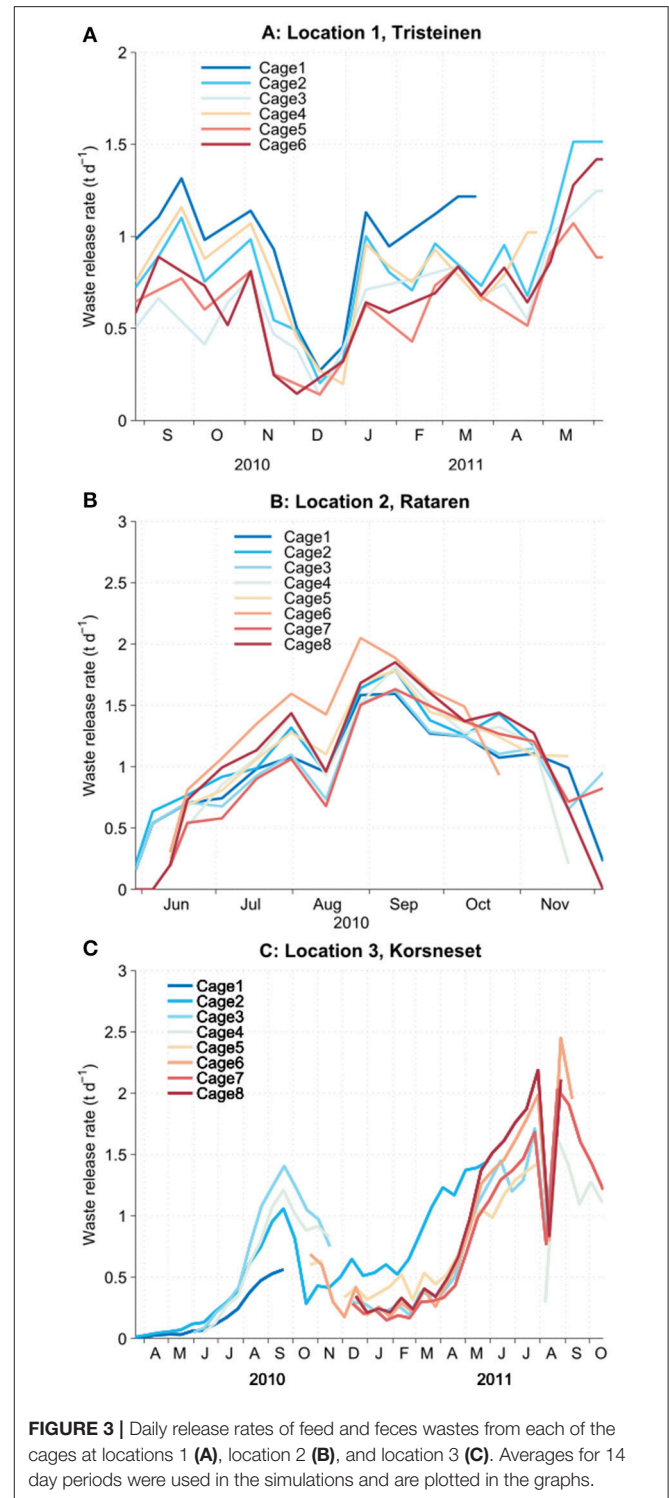 A
A: Location 1, Tristeinen
2
1.5
1
0.5
0
Waste release rate (t d⁻¹)
Cage1
Cage2
Cage3
Cage4
Cage5
Cage6
S O N D J F M A M
2010 2011
B
B: Location 2, Rataren
3
2.5
2
1.5
1
0.5
0
Waste release rate (t d⁻¹)
Cage1
Cage2
Cage3
Cage4
Cage5
Cage6
Cage7
Cage8
Jun Jul Aug Sep Oct Nov
2010
C
C: Location 3, Korsneset
3
2.5
2
1.5
1
0.5
0
Waste release rate (t d⁻¹)
Cage1
Cage2
Cage3
Cage4
Cage5
Cage6
Cage7
Cage8
A M J J A S O N D J F M A M J J A S O
2010 2011
FIGURE 3 | Daily release rates of feed and feces wastes from each of the
cages at locations 1 (A), location 2 (B), and location 3 (C). Averages for 14
day periods were used in the simulations and are plotted in the graphs.